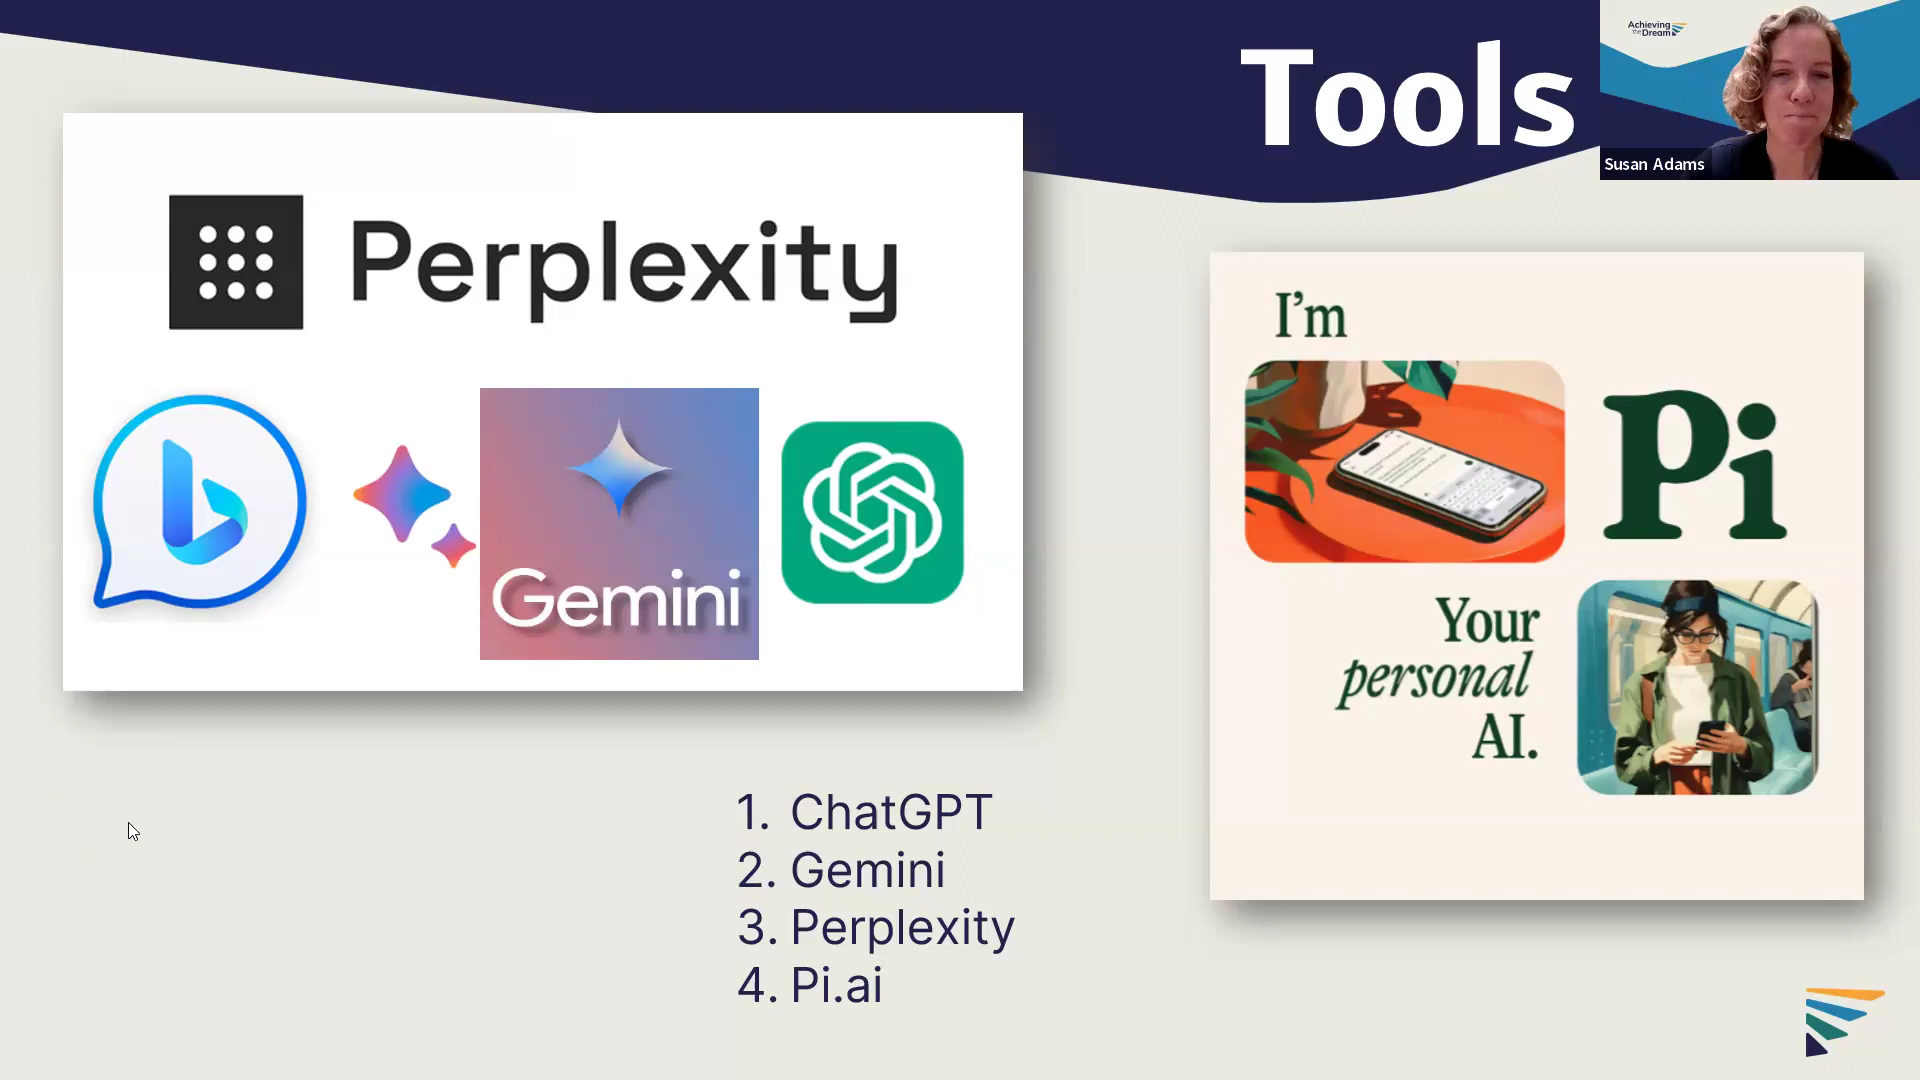 Tools
Achieving
the Dream
Susan Adams
Perplexity
Gemini
I'm
Pi
Your
personal
AI.
1. ChatGPT
2. Gemini
3. Perplexity
4. Pi.ai